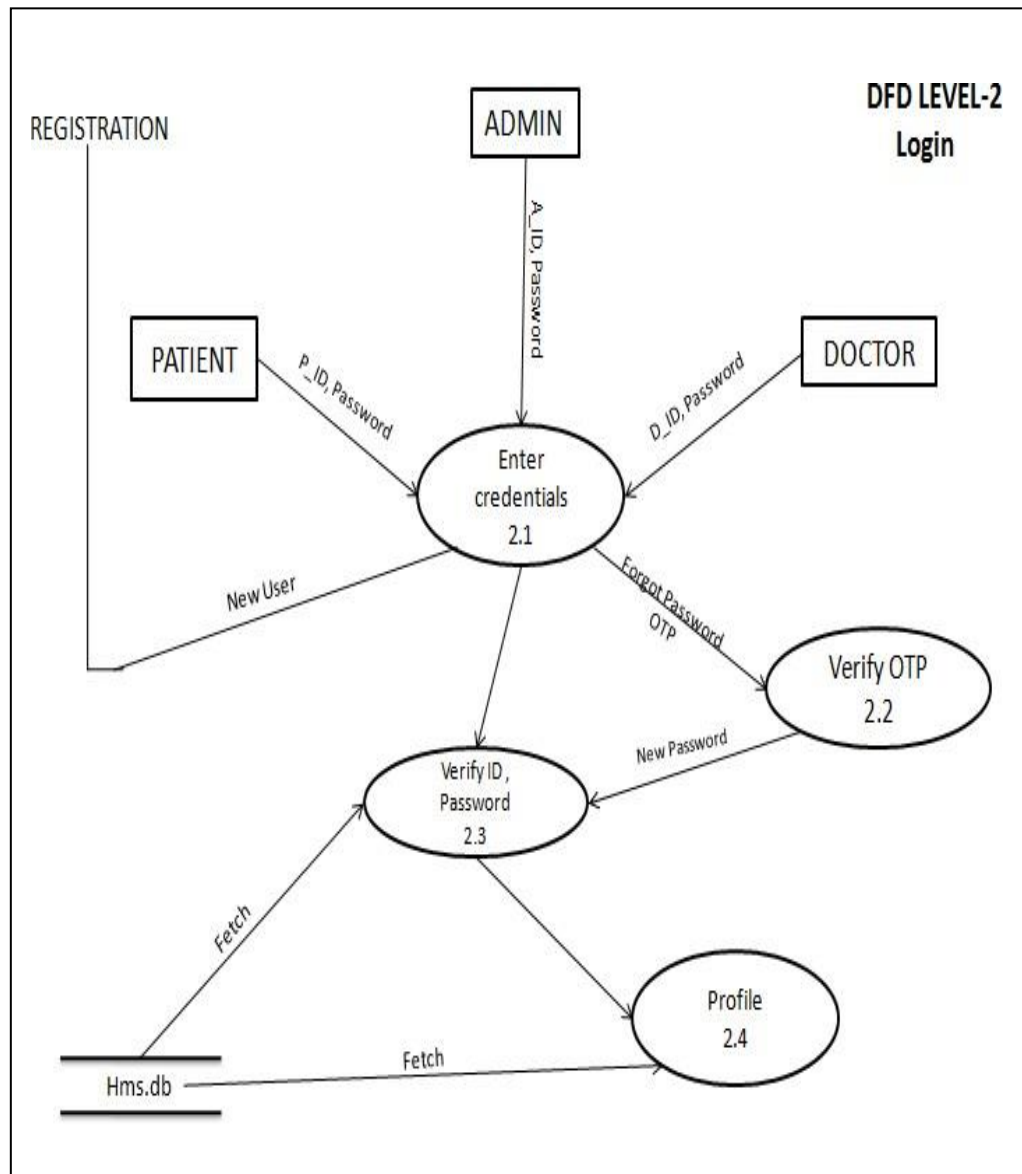 DFD LEVEL-2
Login
REGISTRATION
ADMIN
A_ID, Password
PATIENT
P_ID, Password
DOCTOR
D_ID, Password
Enter
credentials
2.1
New User
Forgot Password
OTP
Verify OTP
2.2
New Password
Verify ID ,
Password
2.3
Fetch
Profile
2.4
Fetch
Hms.db